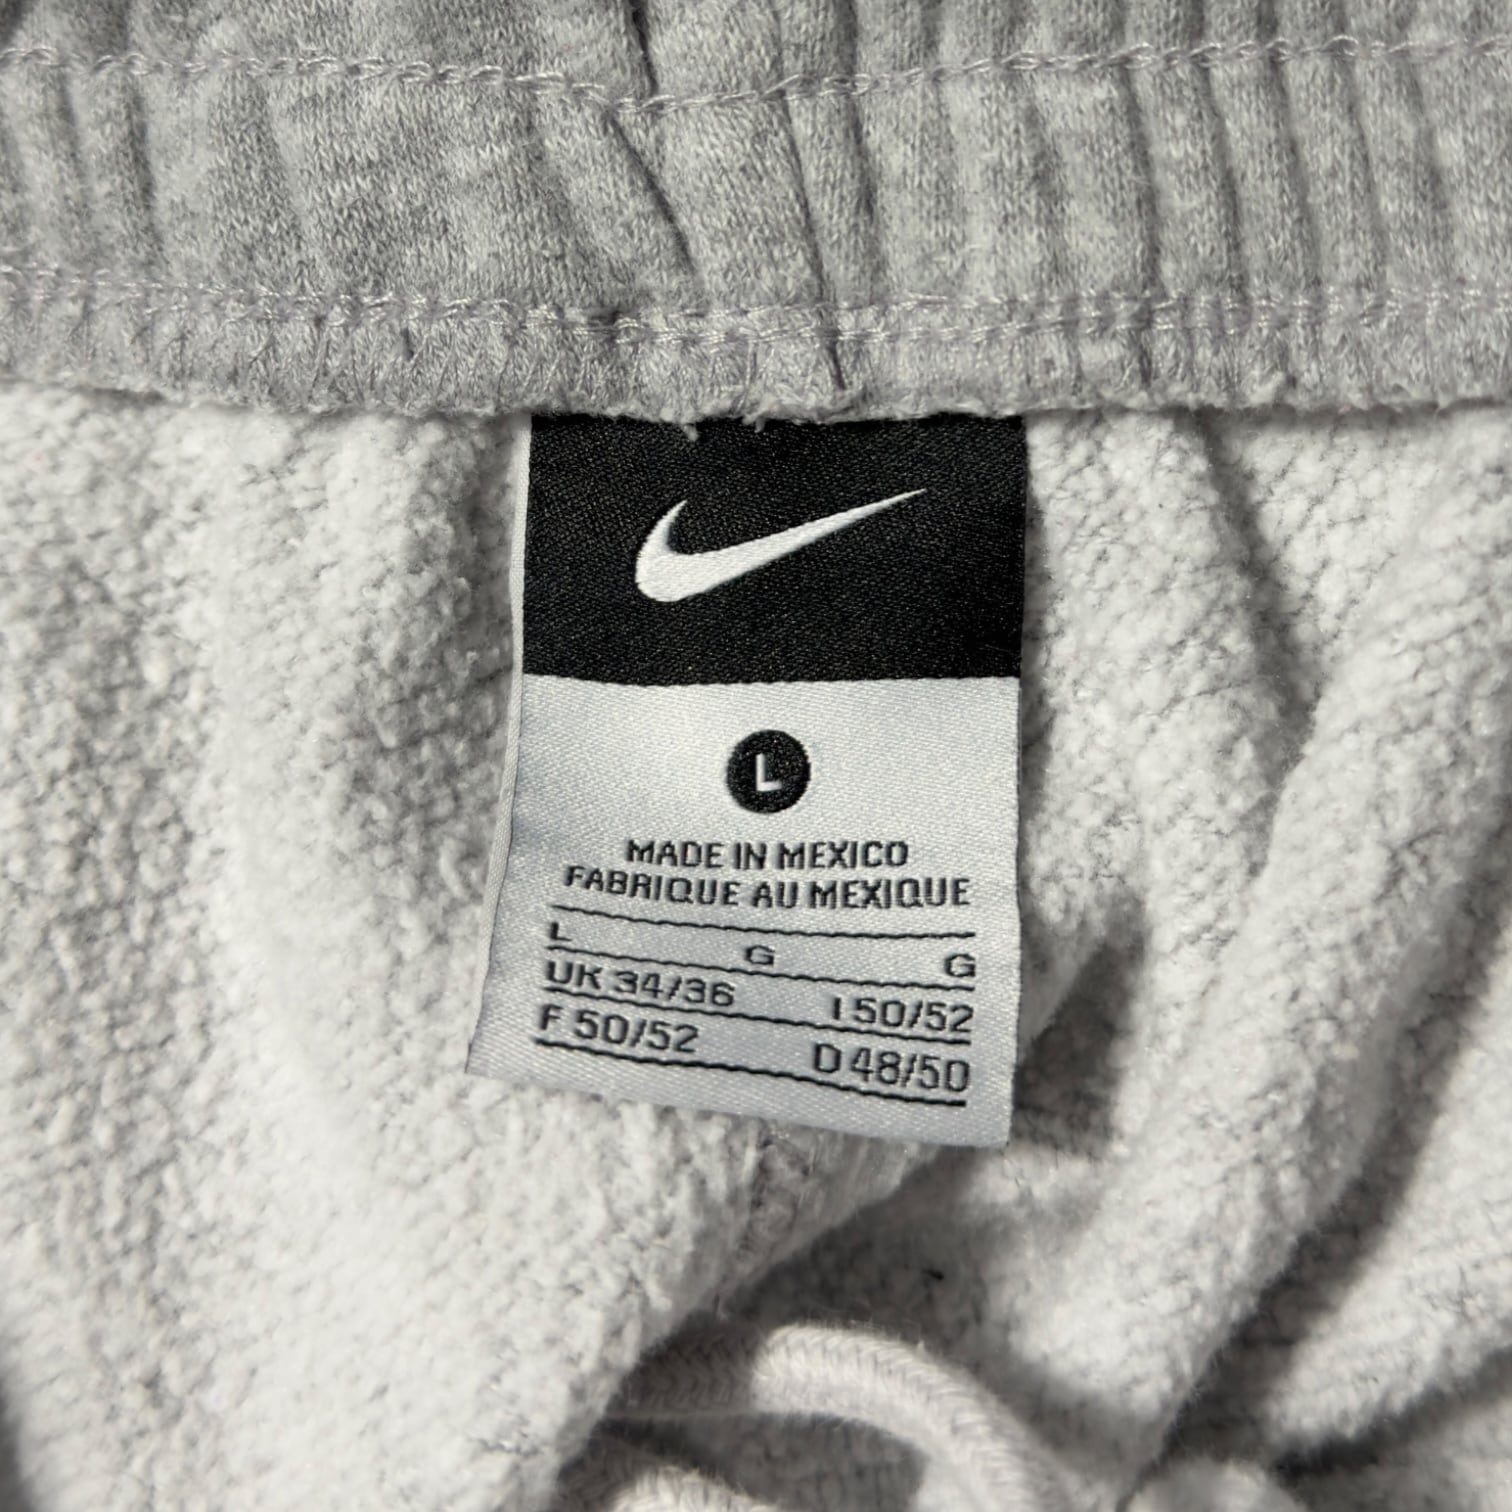 L
MADE IN MEXICO
FABRIQUE AU MEXIQUE
L G G
UK 34/36 I 50/52
F 50/52 D 48/50